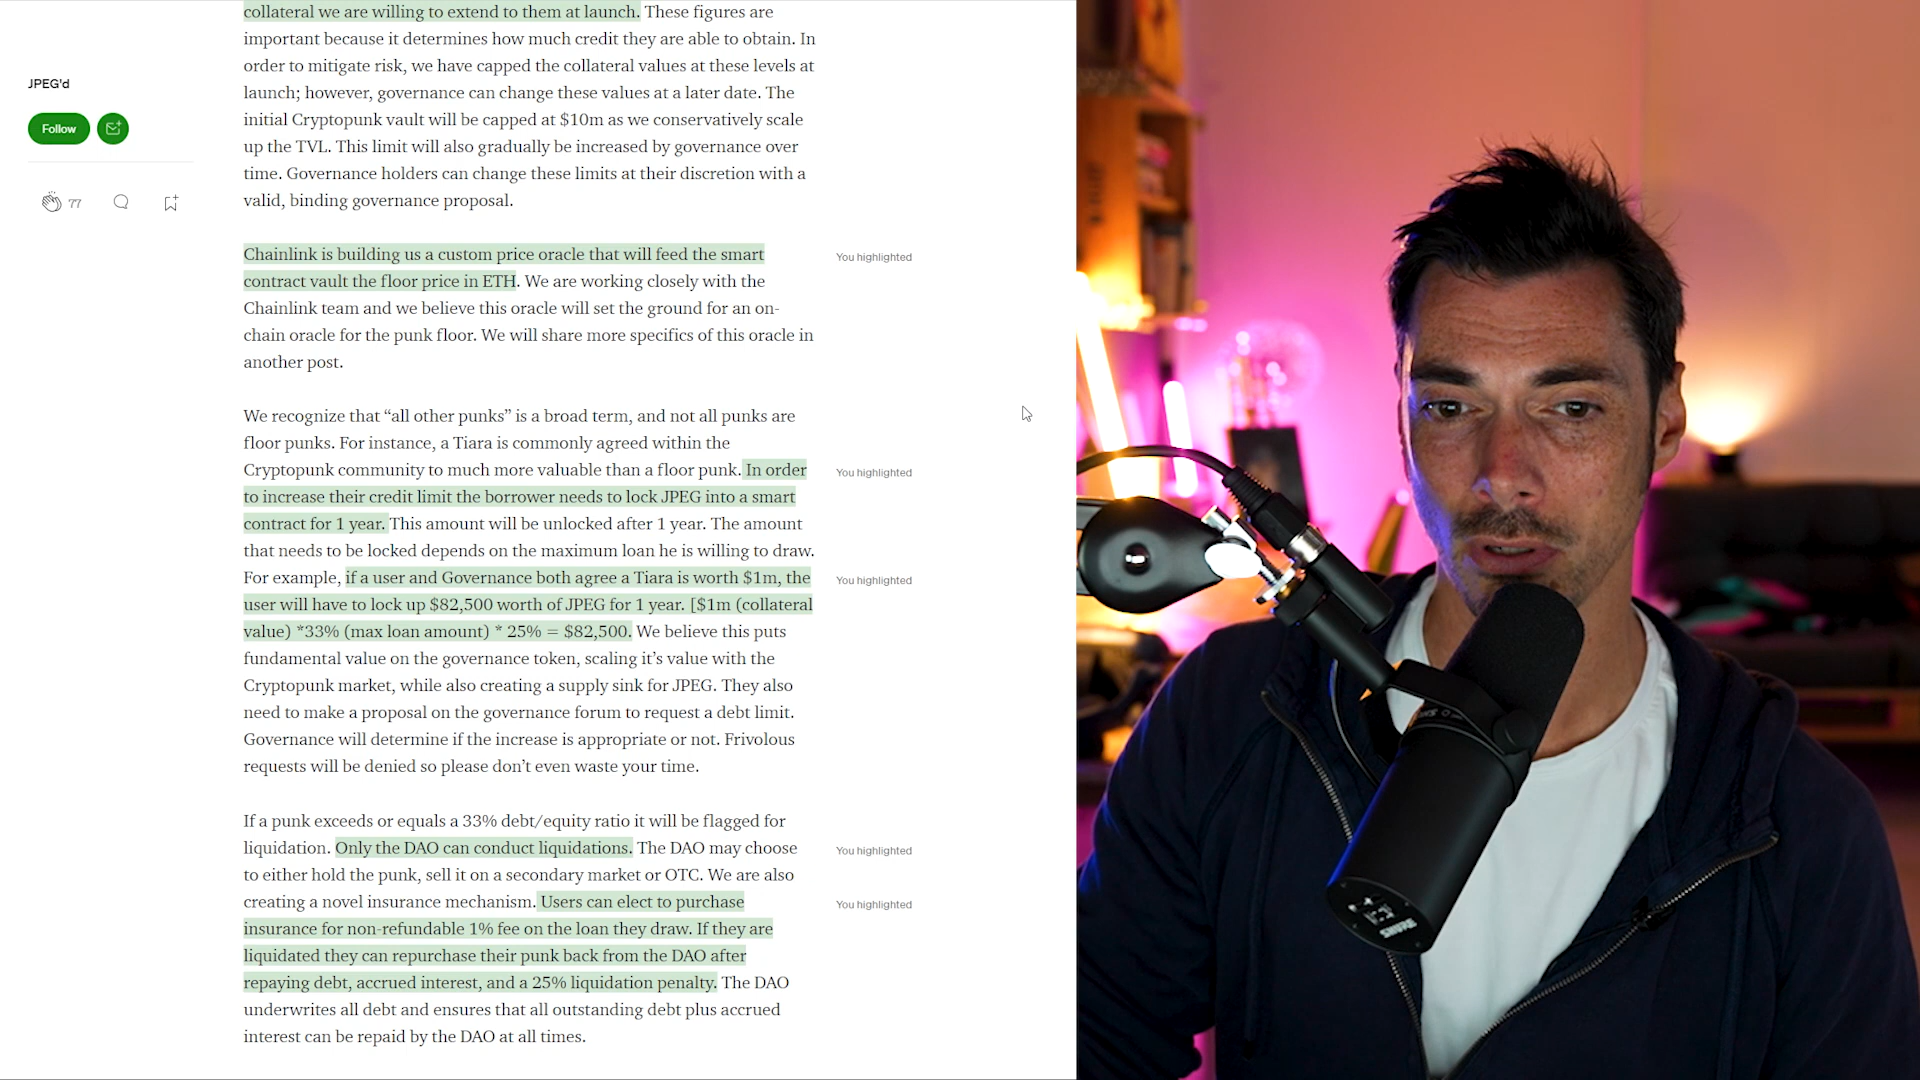 collateral we are willing to extend to them at launch. These figures are
important because it determines how much credit they are able to obtain. In
order to mitigate risk, we have capped the collateral values at these levels at
launch; however, governance can change these values at a later date. The
initial Cryptopunk vault will be capped at $10m as we conservatively scale
up the TVL. This limit will also gradually be increased by governance over
time. Governance holders can change these limits at their discretion with a
valid, binding governance proposal.
JPEG'd
Follow
77
Chainlink is building us a custom price oracle that will feed the smart
contract vault the floor price in ETH. We are working closely with the
Chainlink team and we believe this oracle will set the ground for an on-
chain oracle for the punk floor. We will share more specifics of this oracle in
another post.
You highlighted
We recognize that “all other punks” is a broad term, and not all punks are
floor punks. For instance, a Tiara is commonly agreed within the
Cryptopunk community to much more valuable than a floor punk. In order
to increase their credit limit the borrower needs to lock JPEG into a smart
contract for 1 year. This amount will be unlocked after 1 year. The amount
that needs to be locked depends on the maximum loan he is willing to draw.
For example, if a user and Governance both agree a Tiara is worth $1m, the
user will have to lock up $82,500 worth of JPEG for 1 year. [$1m (collateral
value) *33% (max loan amount) * 25% = $82,500. We believe this puts
fundamental value on the governance token, scaling it’s value with the
Cryptopunk market, while also creating a supply sink for JPEG. They also
need to make a proposal on the governance forum to request a debt limit.
Governance will determine if the increase is appropriate or not. Frivolous
requests will be denied so please don’t even waste your time.
You highlighted
You highlighted
If a punk exceeds or equals a 33% debt/equity ratio it will be flagged for
liquidation. Only the DAO can conduct liquidations. The DAO may choose
to either hold the punk, sell it on a secondary market or OTC. We are also
creating a novel insurance mechanism. Users can elect to purchase
insurance for non-refundable 1% fee on the loan they draw. If they are
liquidated they can repurchase their punk back from the DAO after
repaying debt, accrued interest, and a 25% liquidation penalty. The DAO
underwrites all debt and ensures that all outstanding debt plus accrued
interest can be repaid by the DAO at all times.
You highlighted
You highlighted